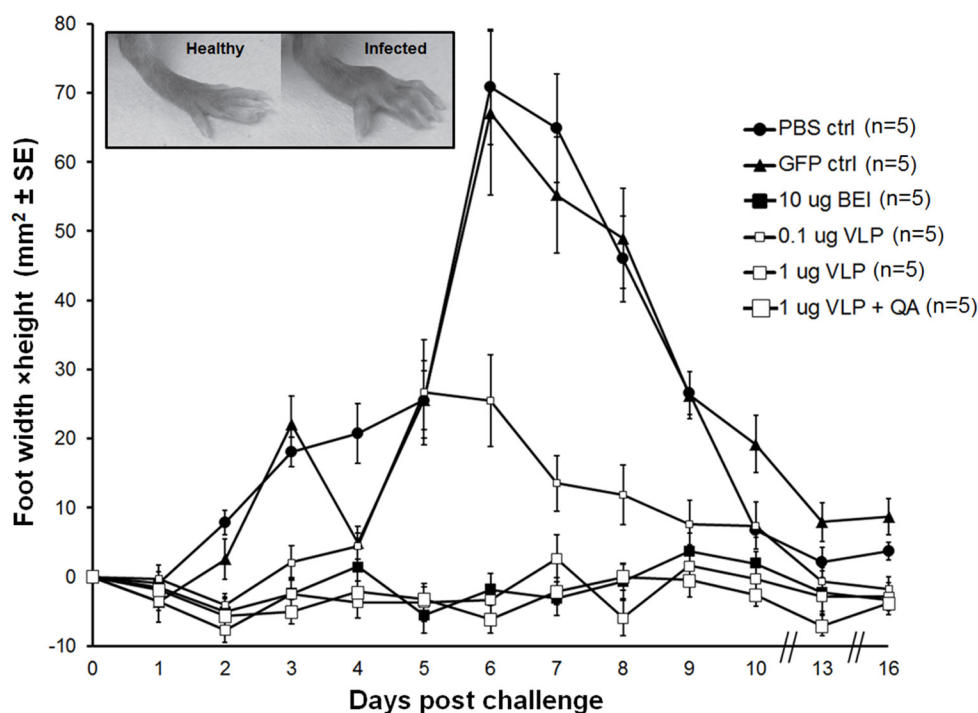 80
70
60
50
40
30
20
10
0
-10
Foot width ×height (mm² ± SE)
Healthy Infected
PBS ctrl (n=5)
GFP ctrl (n=5)
10 ug BEI (n=5)
0.1 ug VLP (n=5)
1 ug VLP (n=5)
1 ug VLP + QA (n=5)
0 1 2 3 4 5 6 7 8 9 10 // 13 // 16
Days post challenge